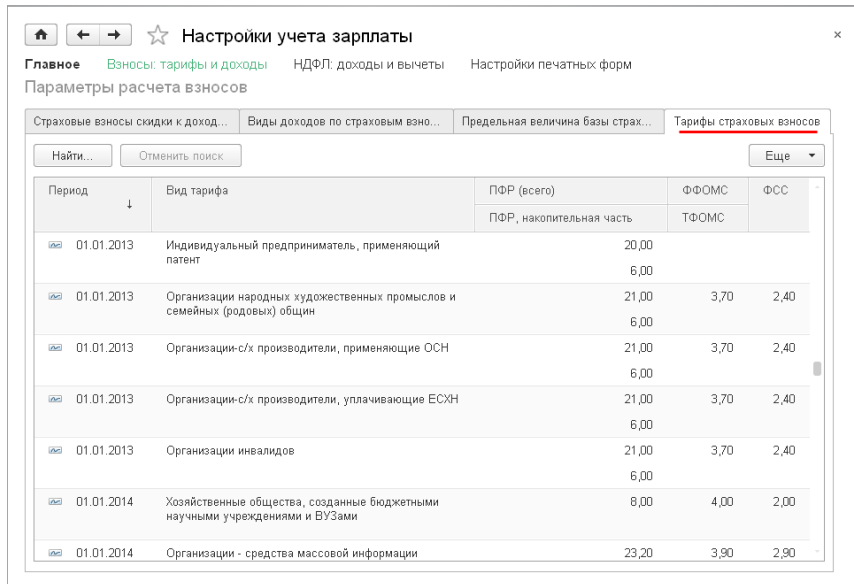 Настройки учета зарплаты
Главное Взносы: тарифы и доходы НДФЛ: доходы и вычеты Настройки печатных форм
Параметры расчета взносов
Страховые взносы скидки к доход... Виды доходов по страховым взно... Предельная величина базы страх... Тарифы страховых взносов
Найти... Отменить поиск Еще
Период Вид тарифа ПФР (всего) ФФОМС ФСС
ПФР, накопительная часть ТФОМС
01.01.2013 Индивидуальный предприниматель, применяющий 20,00
патент
6,00
01.01.2013 Организации народных художественных промыслов и 21,00 3,70 2,40
семейных (родовых) общин
6,00
01.01.2013 Организации-с/х производители, применяющие ОСН 21,00 3,70 2,40
6,00
01.01.2013 Организации-с/х производители, уплачивающие ЕСХН 21,00 3,70 2,40
6,00
01.01.2013 Организации инвалидов 21,00 3,70 2,40
6,00
01.01.2014 Хозяйственные общества, созданные бюджетными 8,00 4,00 2,00
научными учреждениями и ВУЗами
01.01.2014 Организации - средства массовой информации 23,20 3,90 2,90